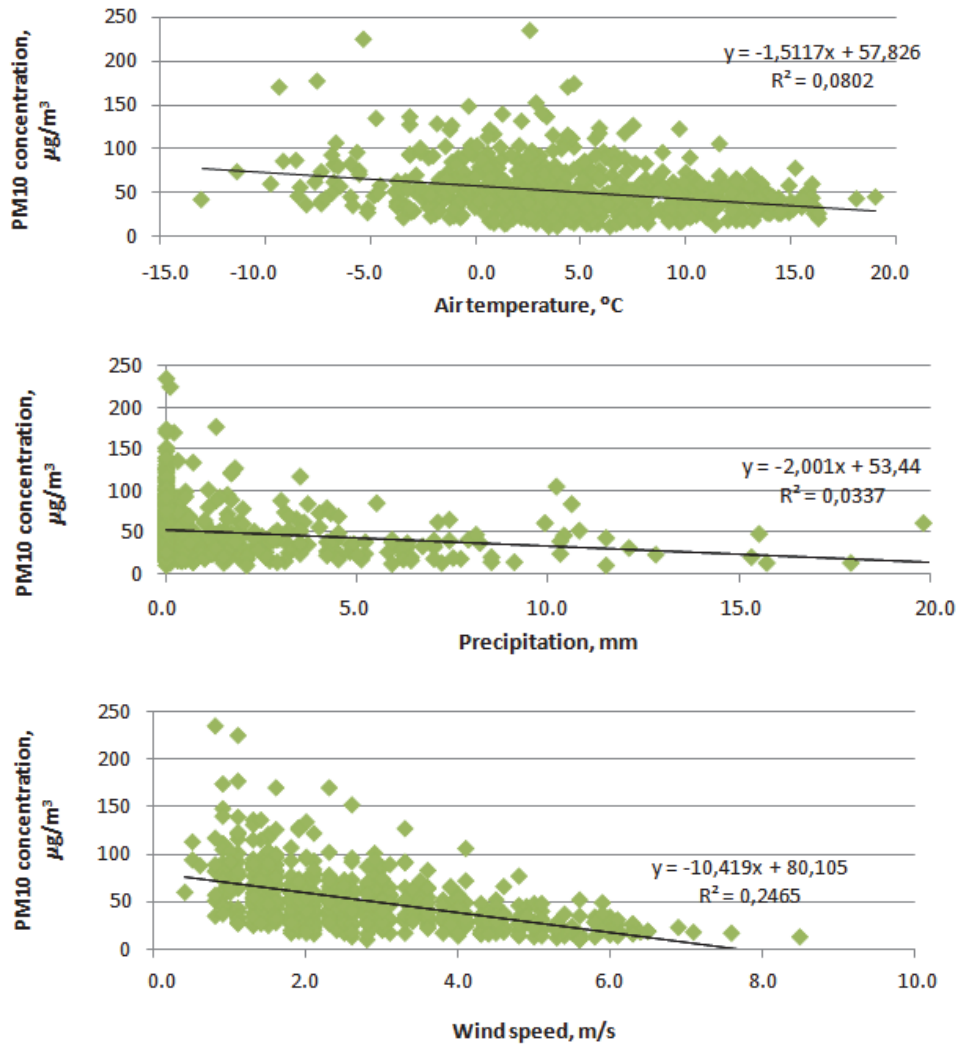 PM10 concentration,
µg/m³
250
200
150
100
50
0
y = -1,5117x + 57,826
R² = 0,0802
-15.0 -10.0 -5.0 0.0 5.0 10.0 15.0 20.0
Air temperature, °C
PM10 concentration,
µg/m³
250
200
150
100
50
0
y = -2,001x + 53,44
R² = 0,0337
0.0 5.0 10.0 15.0 20.0
Precipitation, mm
PM10 concentration,
µg/m³
250
200
150
100
50
0
y = -10,419x + 80,105
R² = 0,2465
0.0 2.0 4.0 6.0 8.0 10.0
Wind speed, m/s